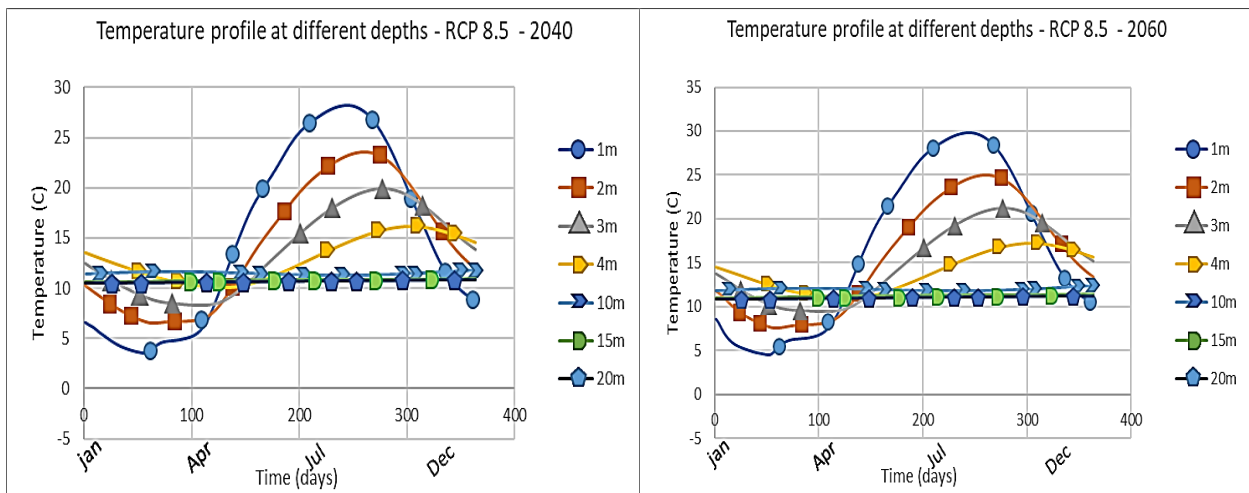 Temperature profile at different depths - RCP 8.5 - 2040
Temperature (C)
30
25
20
15
10
5
0
-5
0
100
200
300
400
jan
Apr
Jul
Dec
Time (days)
1m
2m
3m
4m
10m
15m
20m
Temperature profile at different depths - RCP 8.5 - 2060
Temperature (C)
35
30
25
20
15
10
5
0
-5
0
100
200
300
400
jan
Apr
Jul
Dec
Time (days)
1m
2m
3m
4m
10m
15m
20m